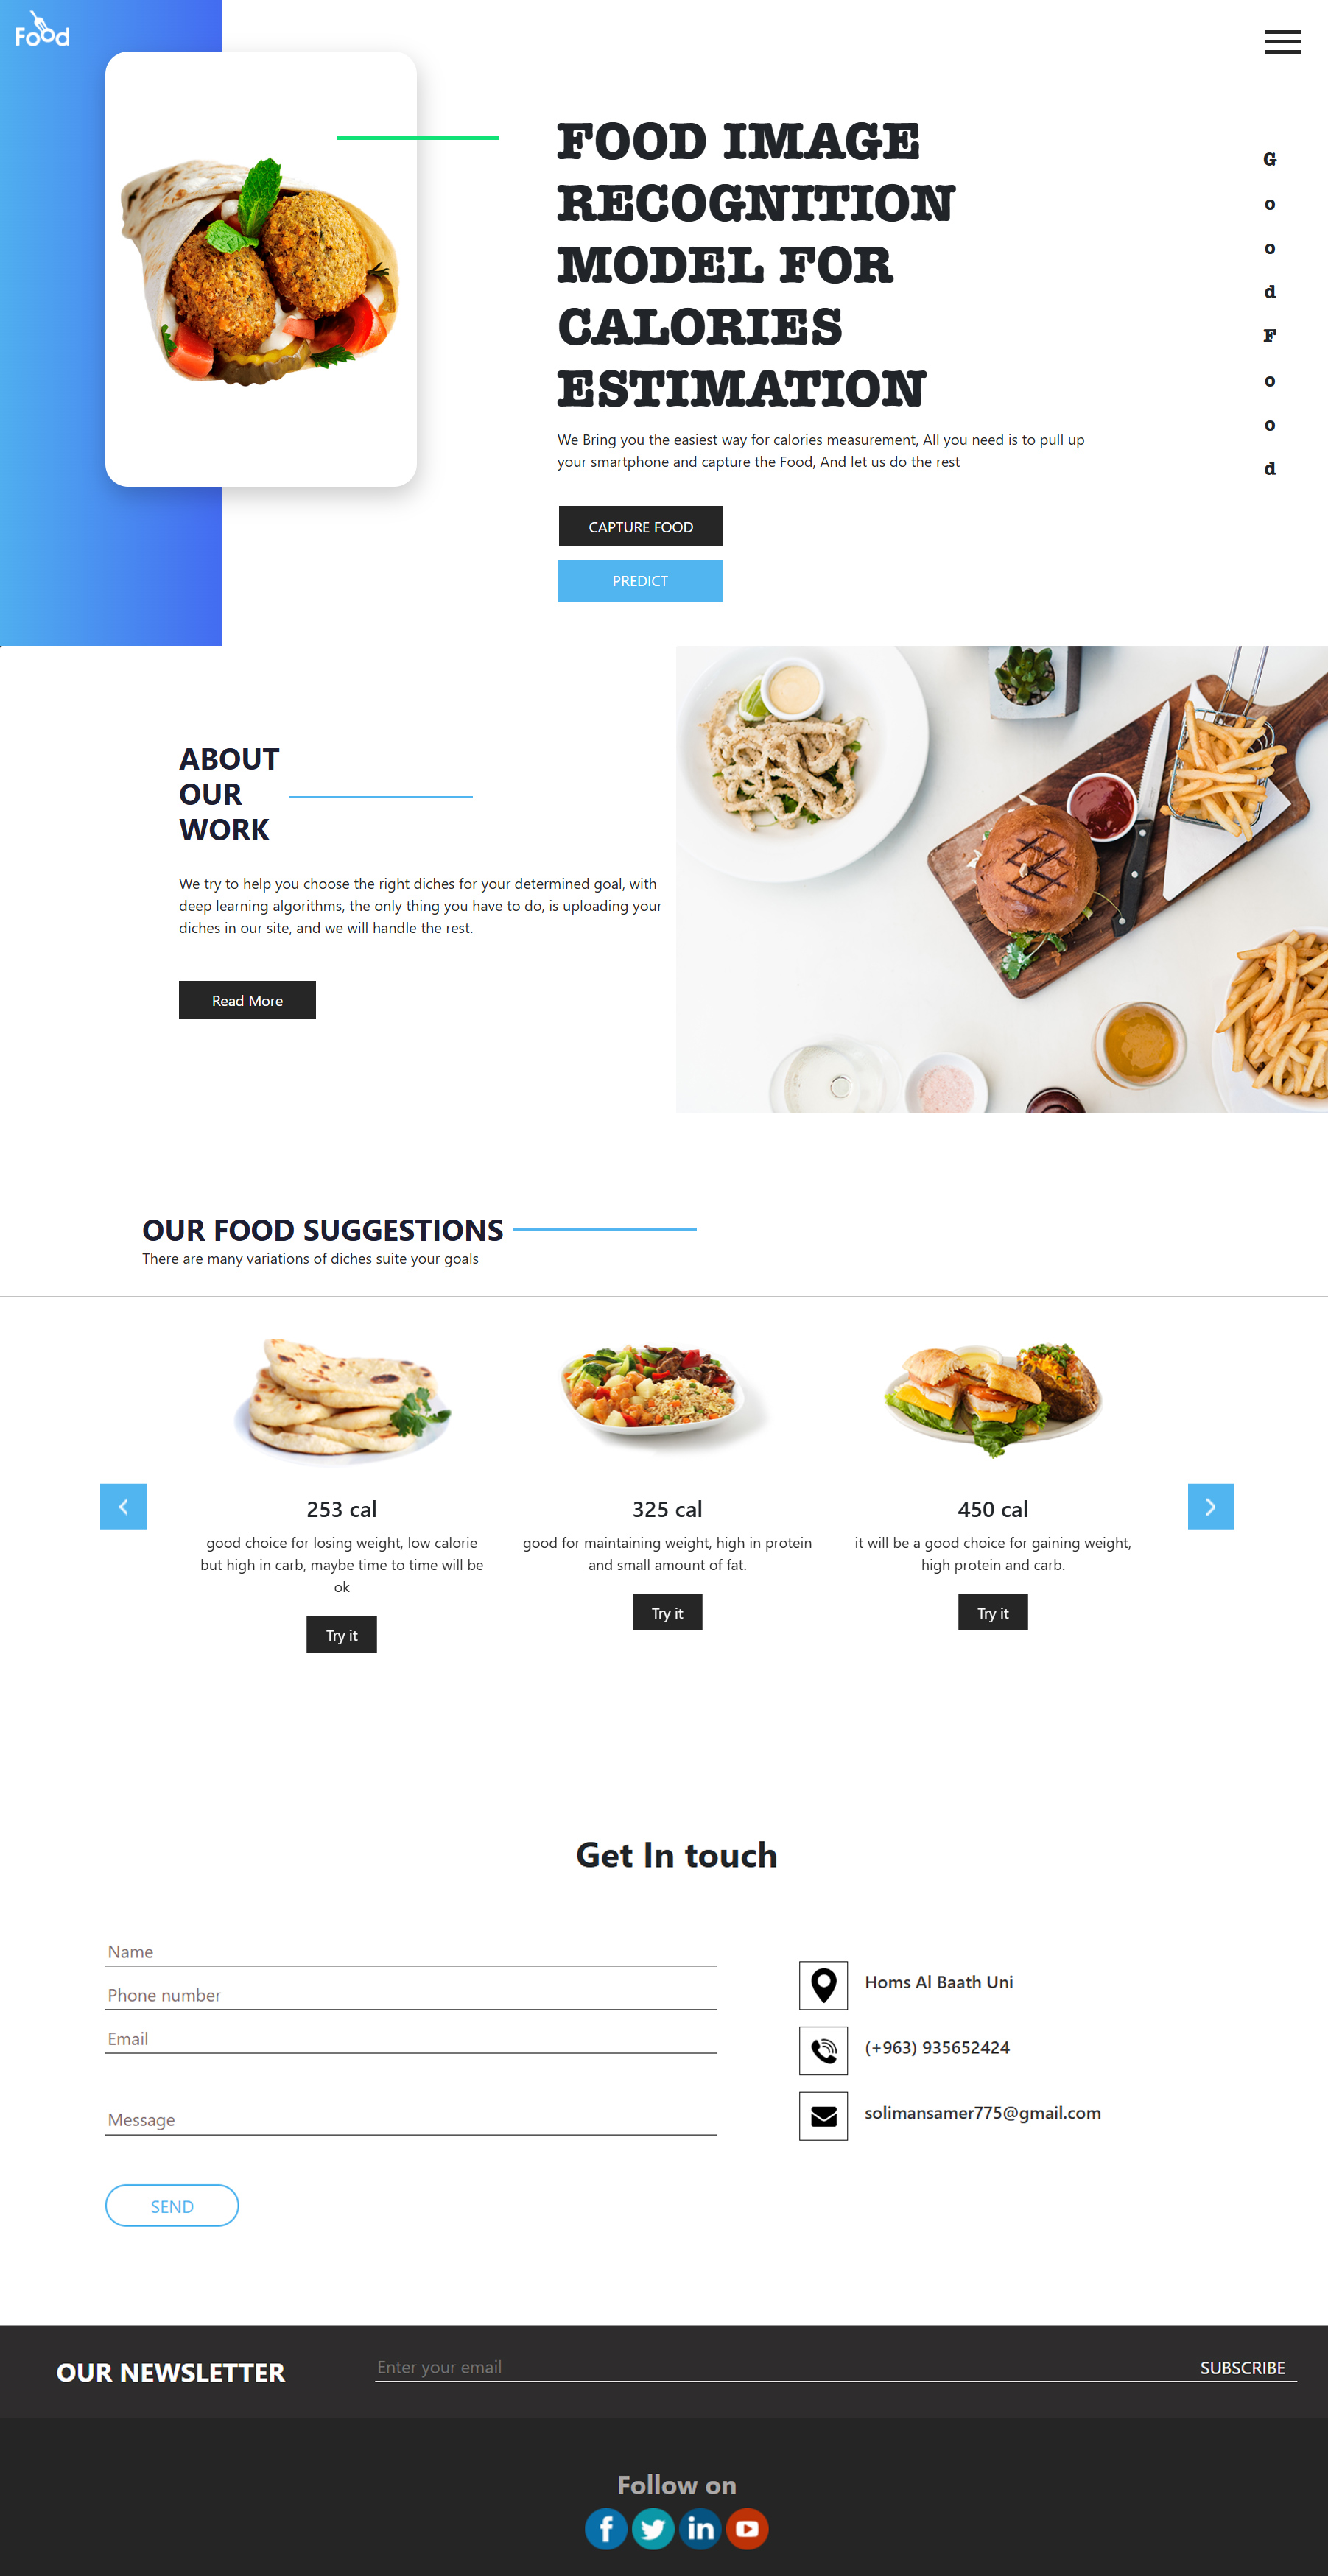 Food
FOOD IMAGE
RECOGNITION
MODEL FOR
CALORIES
ESTIMATION
We Bring you the easiest way for calories measurement, All you need is to pull up
your smartphone and capture the Food, And let us do the rest
CAPTURE FOOD
PREDICT
G
o
o
d
F
o
o
d
ABOUT
OUR
WORK
We try to help you choose the right diches for your determined goal, with
deep learning algorithms, the only thing you have to do, is uploading your
diches in our site, and we will handle the rest.
Read More
OUR FOOD SUGGESTIONS
There are many variations of diches suite your goals
253 cal
good choice for losing weight, low calorie
but high in carb, maybe time to time will be
ok
Try it
325 cal
good for maintaining weight, high in protein
and small amount of fat.
Try it
450 cal
it will be a good choice for gaining weight,
high protein and carb.
Try it
Get In touch
Name
Phone number
Email
Message
SEND
Homs Al Baath Uni
(+963) 935652424
solimansamer775@gmail.com
OUR NEWSLETTER
Enter your email
SUBSCRIBE
Follow on